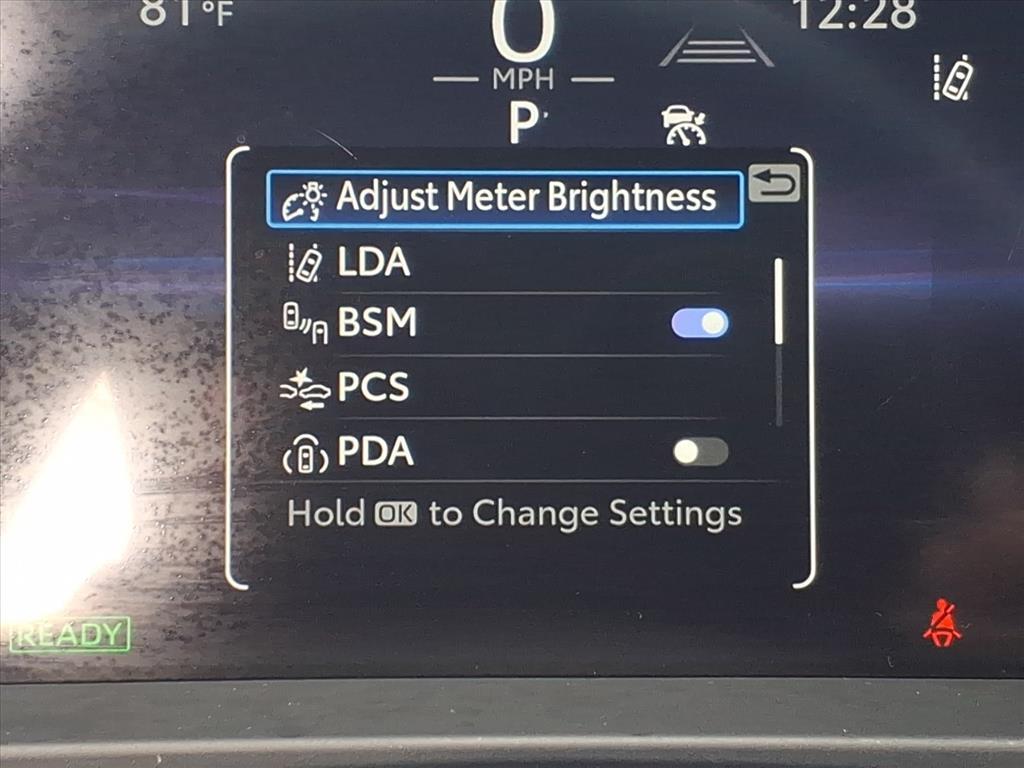 81°F
0
12:28
MPH
P
Adjust Meter Brightness
LDA
BSM
PCS
PDA
Hold OK to Change Settings
READY